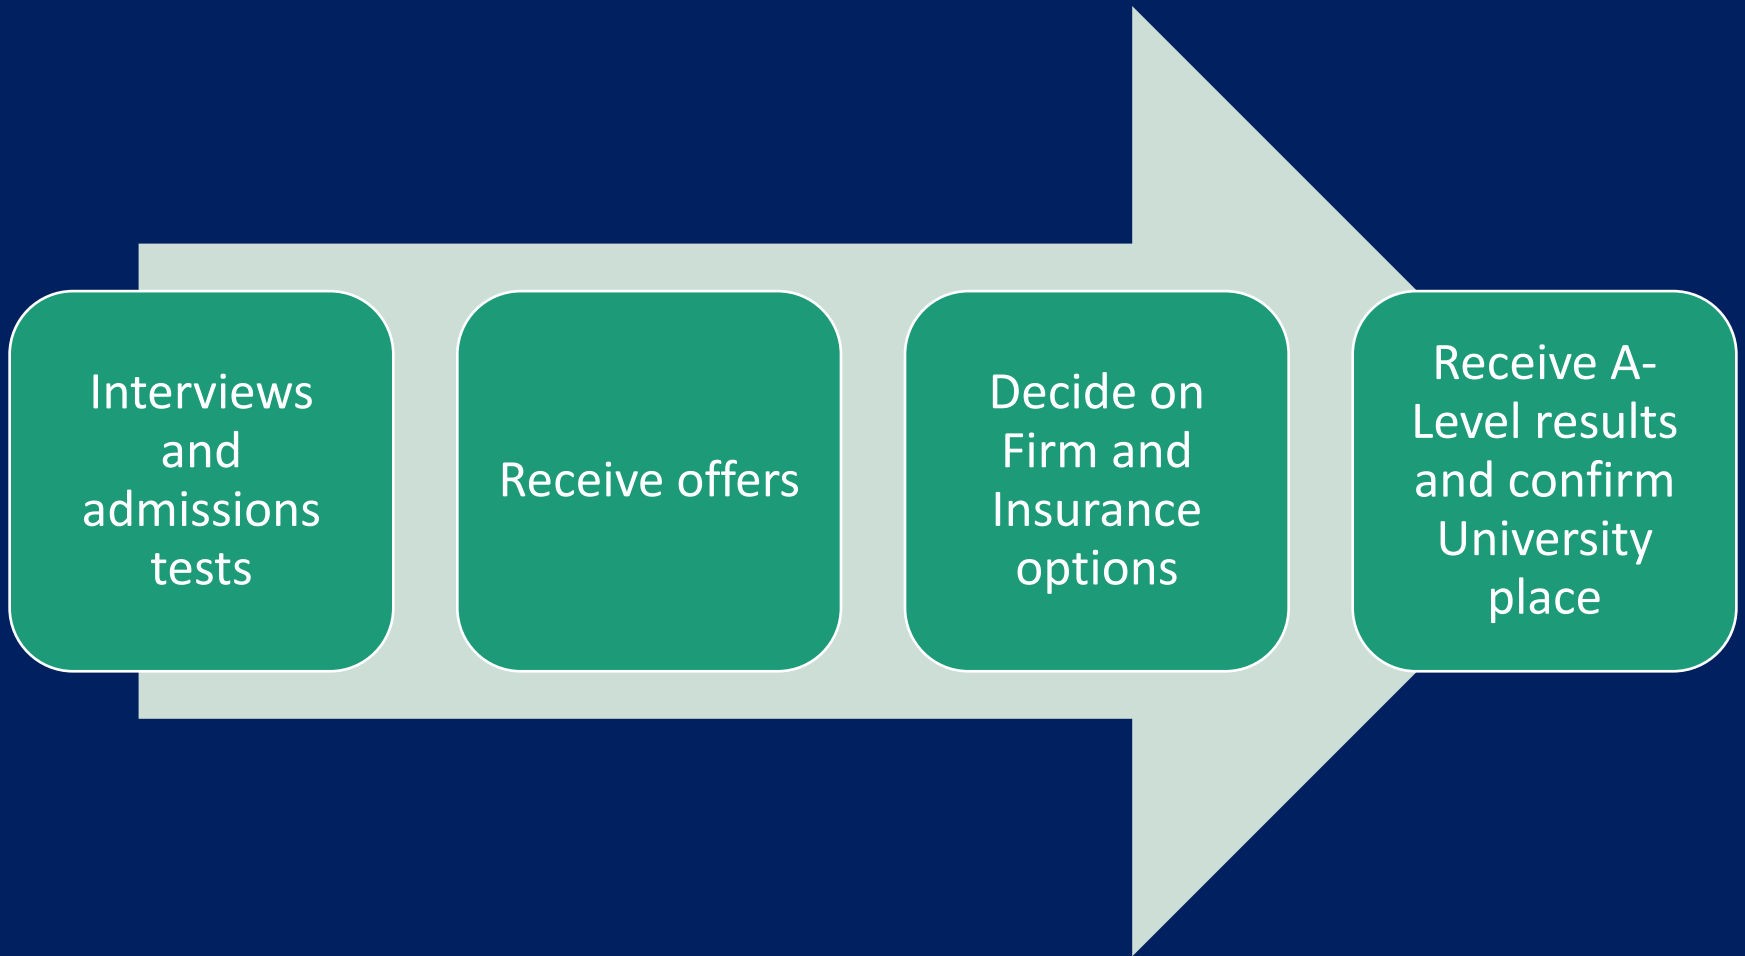 Interviews
and
admissions
tests
Receive offers
Decide on
Firm and
Insurance
options
Receive A-
Level results
and confirm
University
place